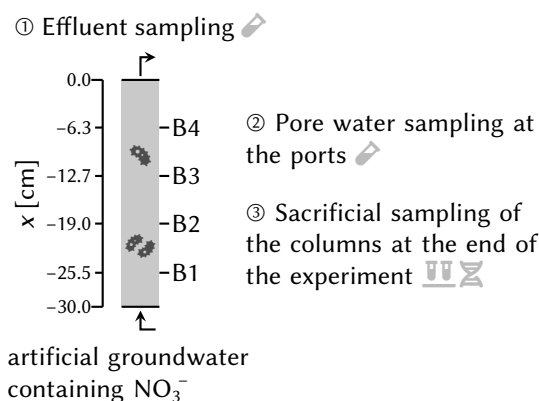 ① Effluent sampling
0.0
−6.3
B4
② Pore water sampling at
the ports
−12.7
B3
x [cm]
−19.0
B2
③ Sacrificial sampling of
the columns at the end of
the experiment
−25.5
B1
−30.0
artificial groundwater
containing NO₃⁻